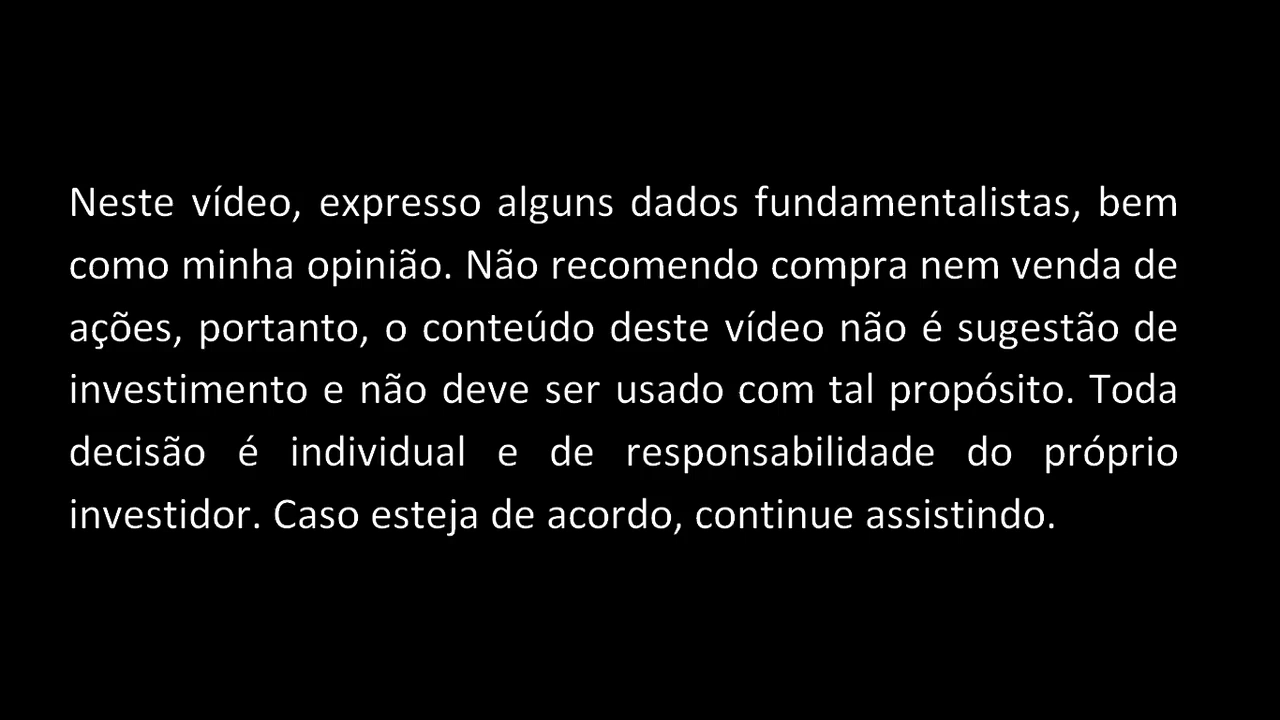 Neste vídeo, expresso alguns dados fundamentalistas, bem
como minha opinião. Não recomendo compra nem venda de
ações, portanto, o conteúdo deste vídeo não é sugestão de
investimento e não deve ser usado com tal propósito. Toda
decisão é individual e de responsabilidade do próprio
investidor. Caso esteja de acordo, continue assistindo.